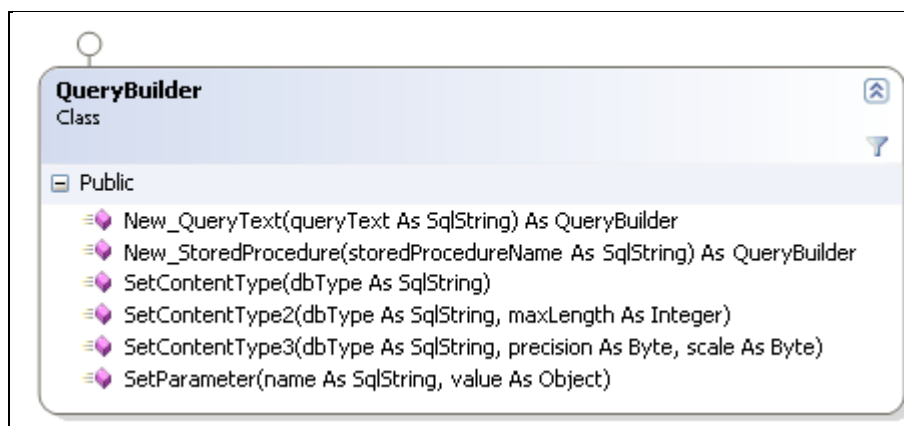 QueryBuilder
Class
Public
New_QueryText(queryText As SqlString) As QueryBuilder
New_StoredProcedure(storedProcedureName As SqlString) As QueryBuilder
SetContentType(dbType As SqlString)
SetContentType2(dbType As SqlString, maxLength As Integer)
SetContentType3(dbType As SqlString, precision As Byte, scale As Byte)
SetParameter(name As SqlString, value As Object)